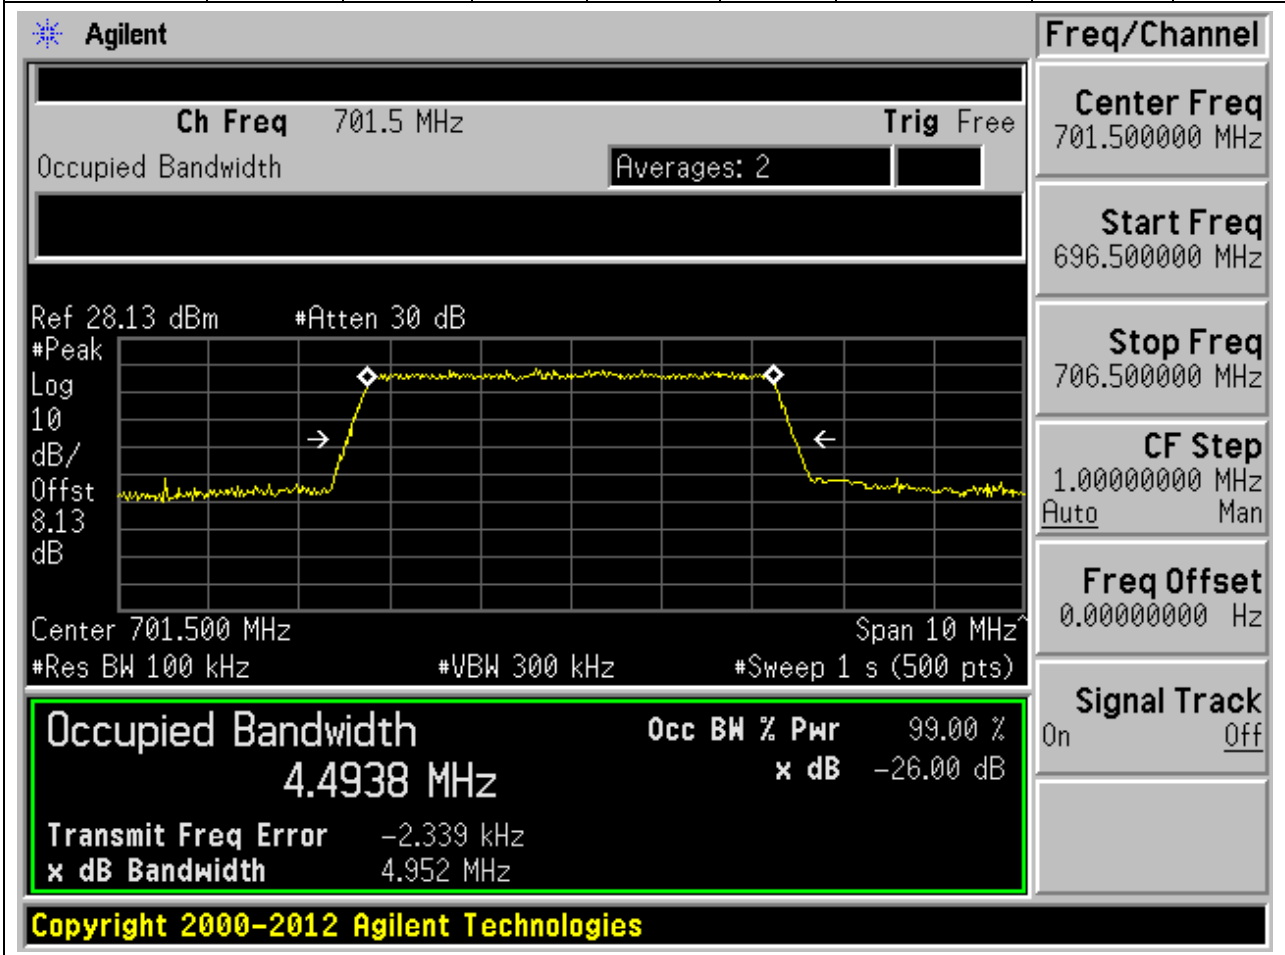 Agilent
Freq/Channel
Ch Freq 701.5 MHz Trig Free
Occupied Bandwidth Averages: 2
Center Freq
701.500000 MHz
Start Freq
696.500000 MHz
Stop Freq
706.500000 MHz
CF Step
1.00000000 MHz
Auto Man
Freq Offset
0.00000000 Hz
Signal Track
On Off
Ref 28.13 dBm #Atten 30 dB
#Peak
Log
10
dB/
Offst
8.13
dB
Center 701.500 MHz Span 10 MHz^
#Res BW 100 kHz #VBW 300 kHz #Sweep 1 s (500 pts)
Occupied Bandwidth Occ BW % Pwr 99.00 %
4.4938 MHz x dB -26.00 dB
Transmit Freq Error -2.339 kHz
x dB Bandwidth 4.952 MHz
Copyright 2000-2012 Agilent Technologies